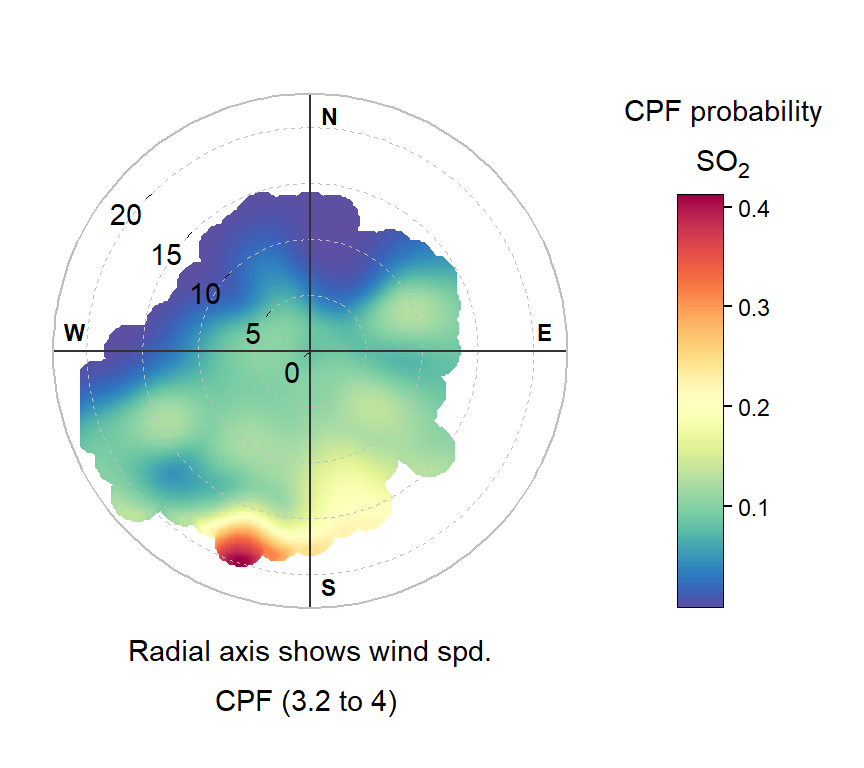 N
CPF probability
SO₂
0.4
20
15
10
0.3
W
5
E
0
0.2
0.1
S
Radial axis shows wind spd.
CPF (3.2 to 4)